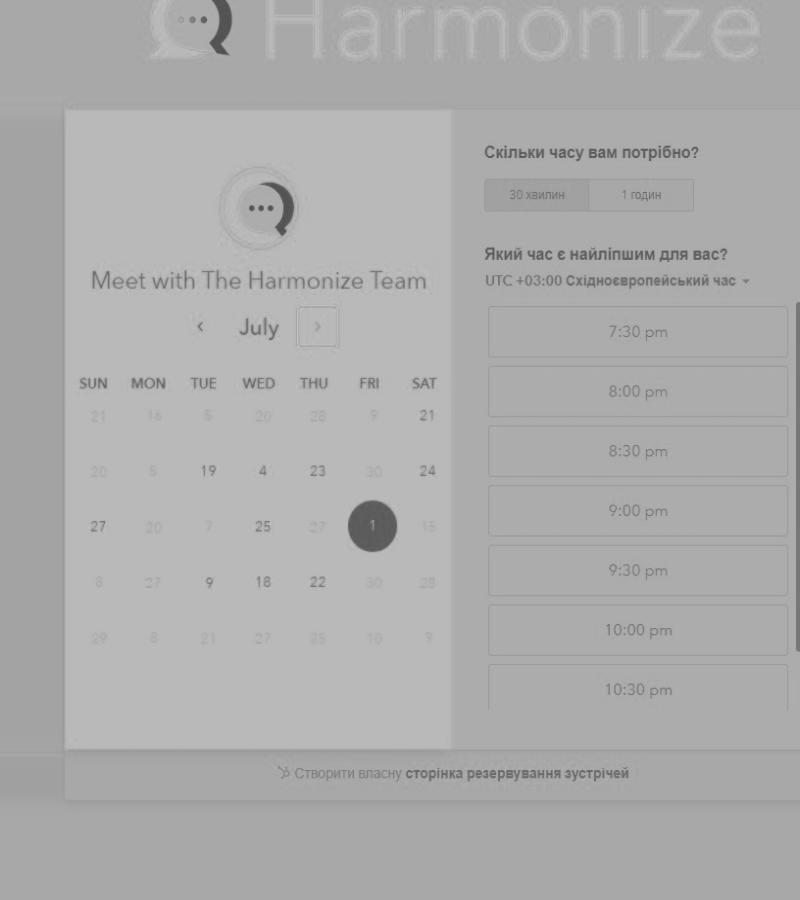 Harmonize
Meet with The Harmonize Team
July
SUN MON TUE WED THU FRI SAT
21 16 5 20 28 9 21
20 5 19 4 23 30 24
27 20 7 25 27 1 15
8 27 9 18 22 30 28
29 8 21 27 25 10 9
Скільки часу вам потрібно?
30 хвилин 1 годин
Який час є найліпшим для вас?
UTC +03:00 Східноєвропейський час
7:30 pm
8:00 pm
8:30 pm
9:00 pm
9:30 pm
10:00 pm
10:30 pm
Створити власну сторінка резервування зустрічей